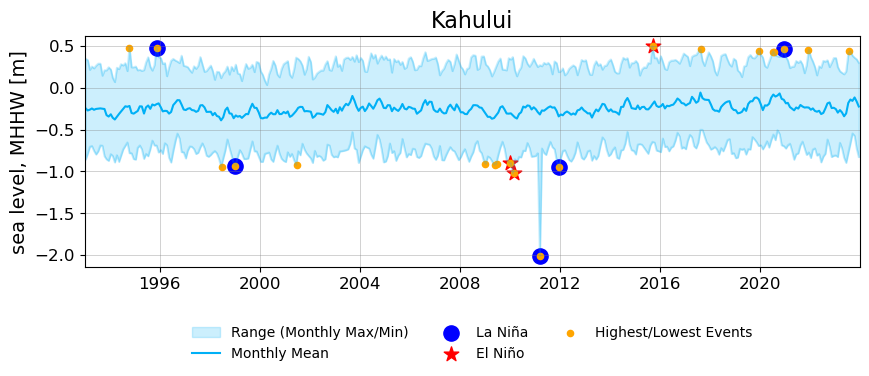 Kahului
sea level, MHHW [m]
0.5
0.0
−0.5
−1.0
−1.5
−2.0
1996 2000 2004 2008 2012 2016 2020
Range (Monthly Max/Min) La Niña Highest/Lowest Events
Monthly Mean El Niño